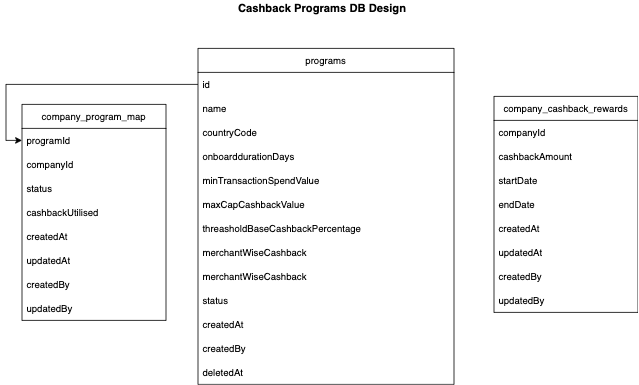 Cashback Programs DB Design
company_program_map
programId
companyId
status
cashbackUtilised
createdAt
updatedAt
createdBy
updatedBy
programs
id
name
countryCode
onboarddurationDays
minTransactionSpendValue
maxCapCashbackValue
threasholdBaseCashbackPercentage
merchantWiseCashback
merchantWiseCashback
status
createdAt
createdBy
deletedAt
company_cashback_rewards
companyId
cashbackAmount
startDate
endDate
createdAt
updatedAt
createdBy
updatedBy